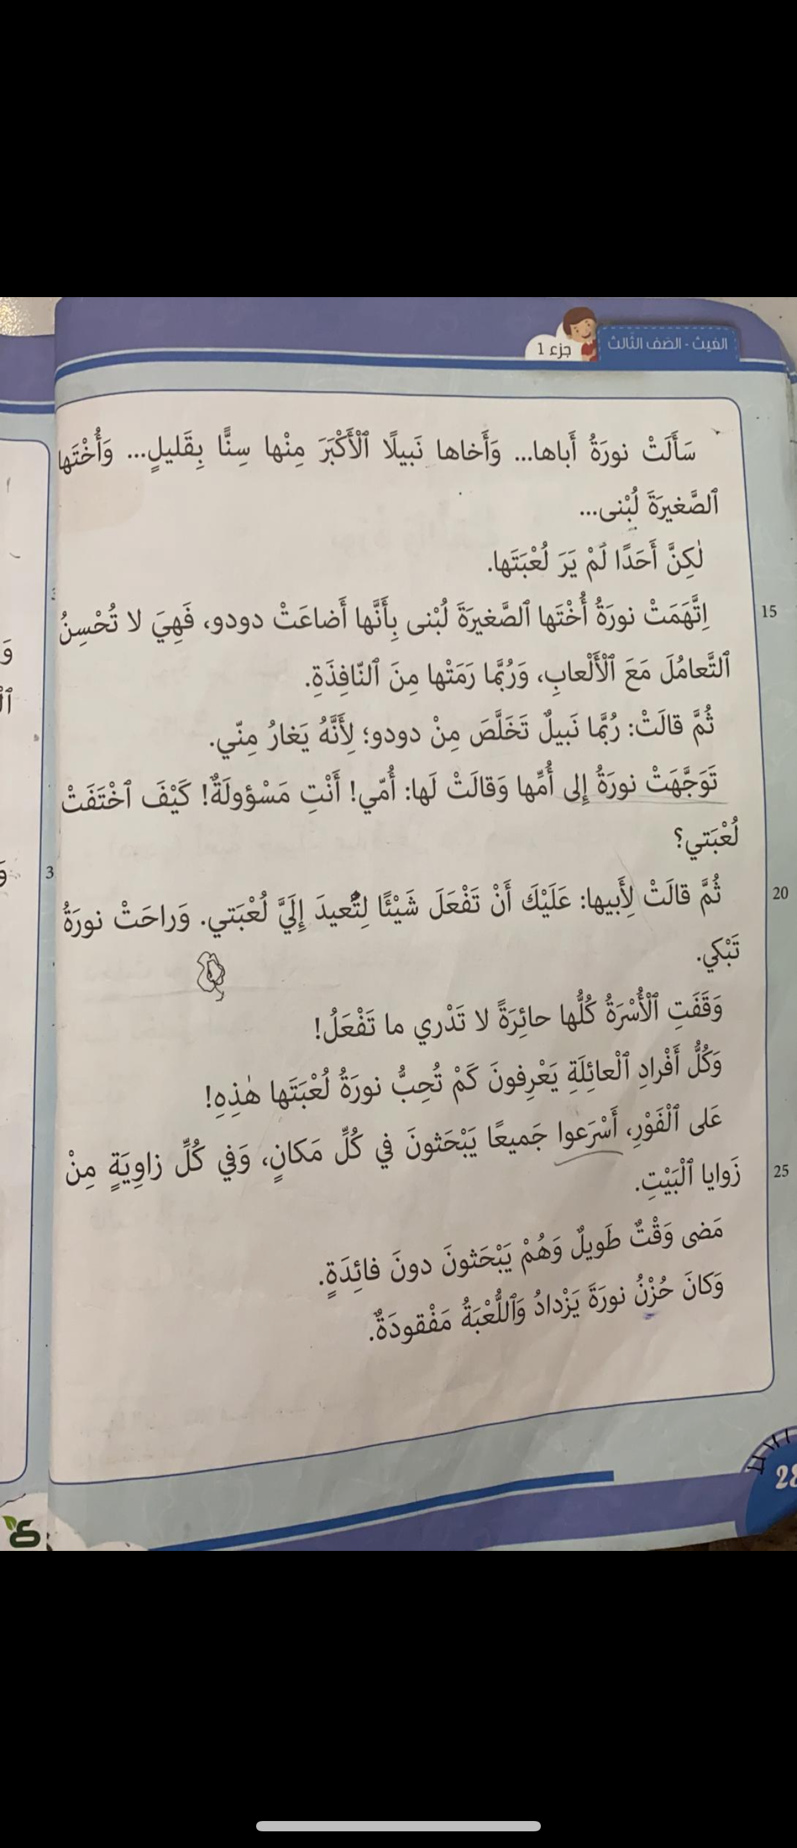 الغيث - الصف الثالث
جزء 1
سَأَلَتْ نورَةُ أَباها... وَأَخاها نَبيلًا ٱلْأَكْبَرَ مِنْها سِنًّا بِقَليلٍ... وَأُخْتَها
ٱلصَّغيرَةَ لُبْنى...
لٰكِنَّ أَحَدًا لَمْ يَرَ لُعْبَتَها.
15 اِتَّهَمَتْ نورَةُ أُخْتَها ٱلصَّغيرَةَ لُبْنى بِأَنَّها أَضاعَتْ دودو، فَهِيَ لا تُحْسِنُ
ٱلتَّعامُلَ مَعَ ٱلْأَلْعابِ، وَرُبَّما رَمَتْها مِنَ ٱلنّافِذَةِ.
ثُمَّ قالَتْ: رُبَّما نَبيلٌ تَخَلَّصَ مِنْ دودو؛ لِأَنَّهُ يَغارُ مِنّي.
تَوَجَّهَتْ نورَةُ إِلى أُمِّها وَقالَتْ لَها: أُمّي! أَنْتِ مَسْؤولَةٌ! كَيْفَ ٱخْتَفَتْ
لُعْبَتي؟
20 ثُمَّ قالَتْ لِأَبيها: عَلَيْكَ أَنْ تَفْعَلَ شَيْئًا لِتُعيدَ إِلَيَّ لُعْبَتي. وَراحَتْ نورَةُ
تَبْكي.
وَقَفَتِ ٱلْأُسْرَةُ كُلُّها حائِرَةً لا تَدْري ما تَفْعَلُ!
وَكُلُّ أَفْرادِ ٱلْعائِلَةِ يَعْرِفونَ كَمْ تُحِبُّ نورَةُ لُعْبَتَها هٰذِهِ!
عَلى ٱلْفَوْرِ، أَسْرَعوا جَميعًا يَبْحَثونَ في كُلِّ مَكانٍ، وَفي كُلِّ زاوِيَةٍ مِنْ
25 زَوايا ٱلْبَيْتِ.
مَضى وَقْتٌ طَويلٌ وَهُمْ يَبْحَثونَ دونَ فائِدَةٍ.
وَكانَ حُزْنُ نورَةَ يَزْدادُ وَٱللُّعْبَةُ مَفْقودَةٌ.
28
3